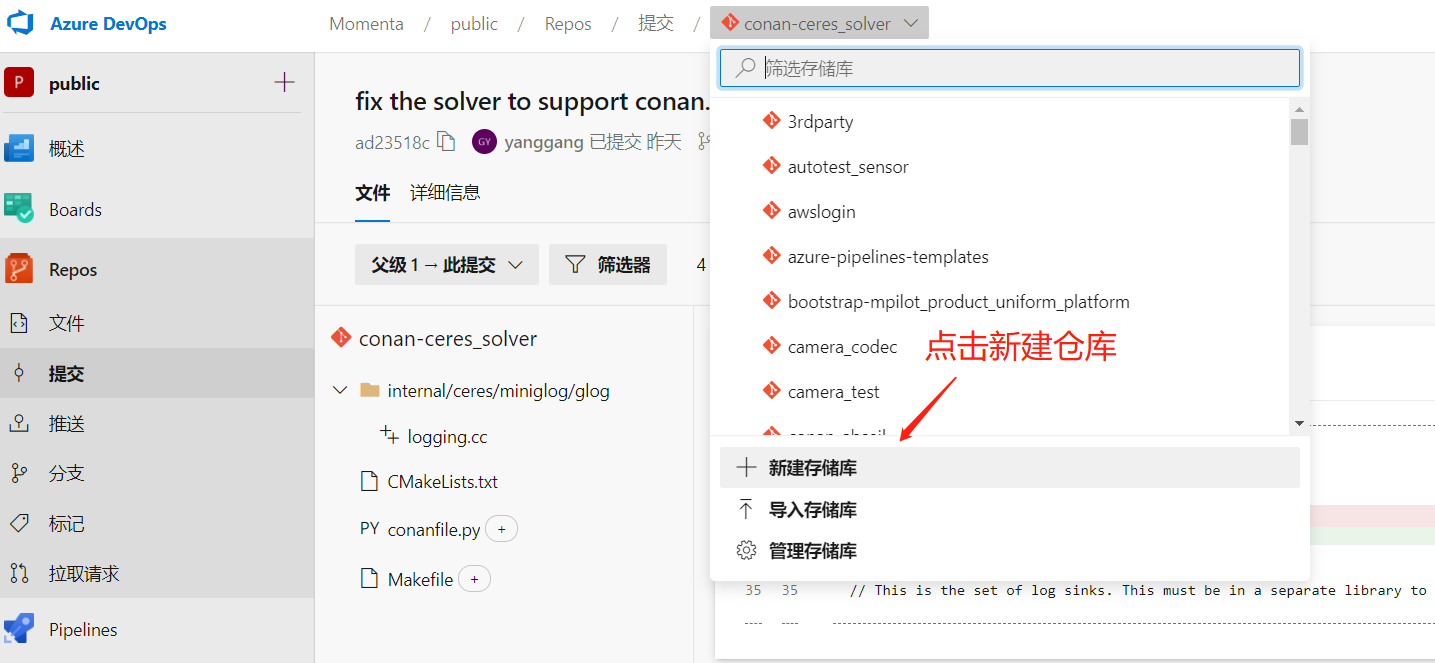 Azure DevOps
Momenta / public / Repos / 提交 / conan-ceres_solver
P public
概述
Boards
Repos
文件
提交
推送
分支
标记
拉取请求
Pipelines
fix the solver to support conan.
ad23518c GY yanggang 已提交 昨天
文件 详细信息
父级 1 → 此提交 筛选器 4
conan-ceres_solver
internal/ceres/miniglog/glog
logging.cc
CMakeLists.txt
PY conanfile.py +
Makefile +
筛选存储库
3rdparty
autotest_sensor
awslogin
azure-pipelines-templates
bootstrap-mpilot_product_uniform_platform
camera_codec
camera_test
点击新建仓库
新建存储库
导入存储库
管理存储库
35 35 // This is the set of log sinks. This must be in a separate library to